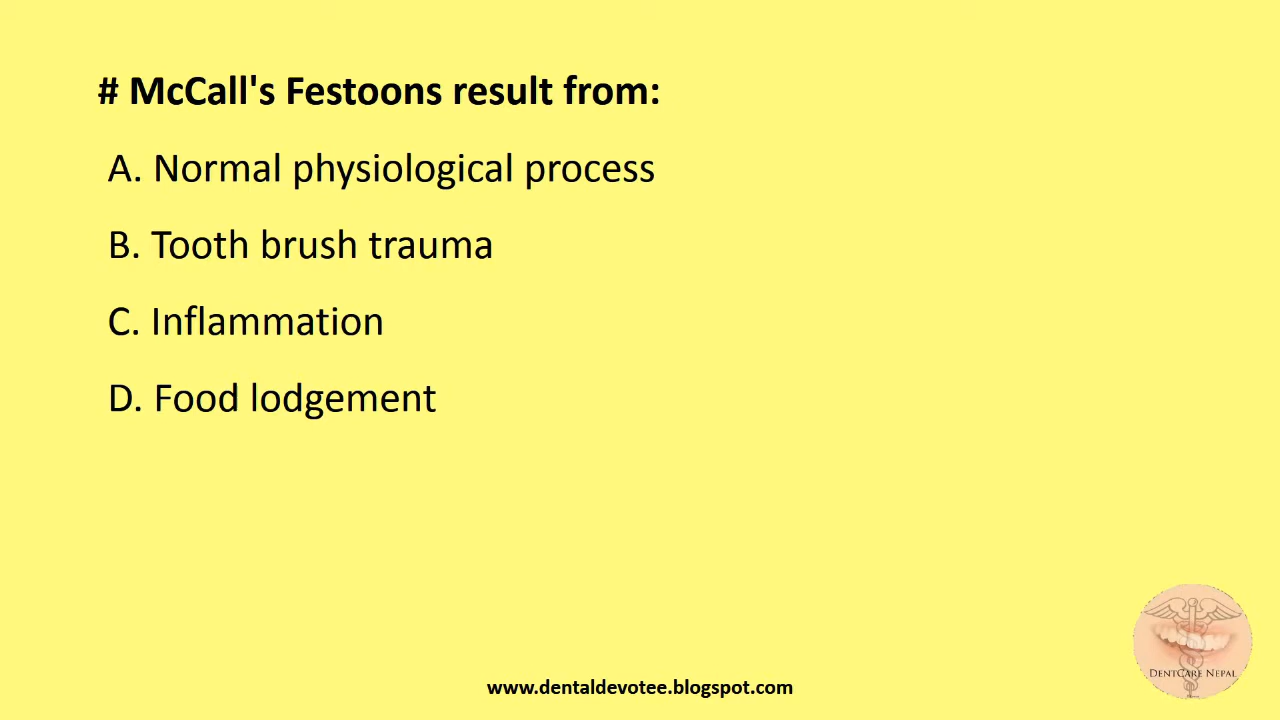 # McCall's Festoons result from:
A. Normal physiological process
B. Tooth brush trauma
C. Inflammation
D. Food lodgement
DENTCARE NEPAL
www.dentaldevotee.blogspot.com